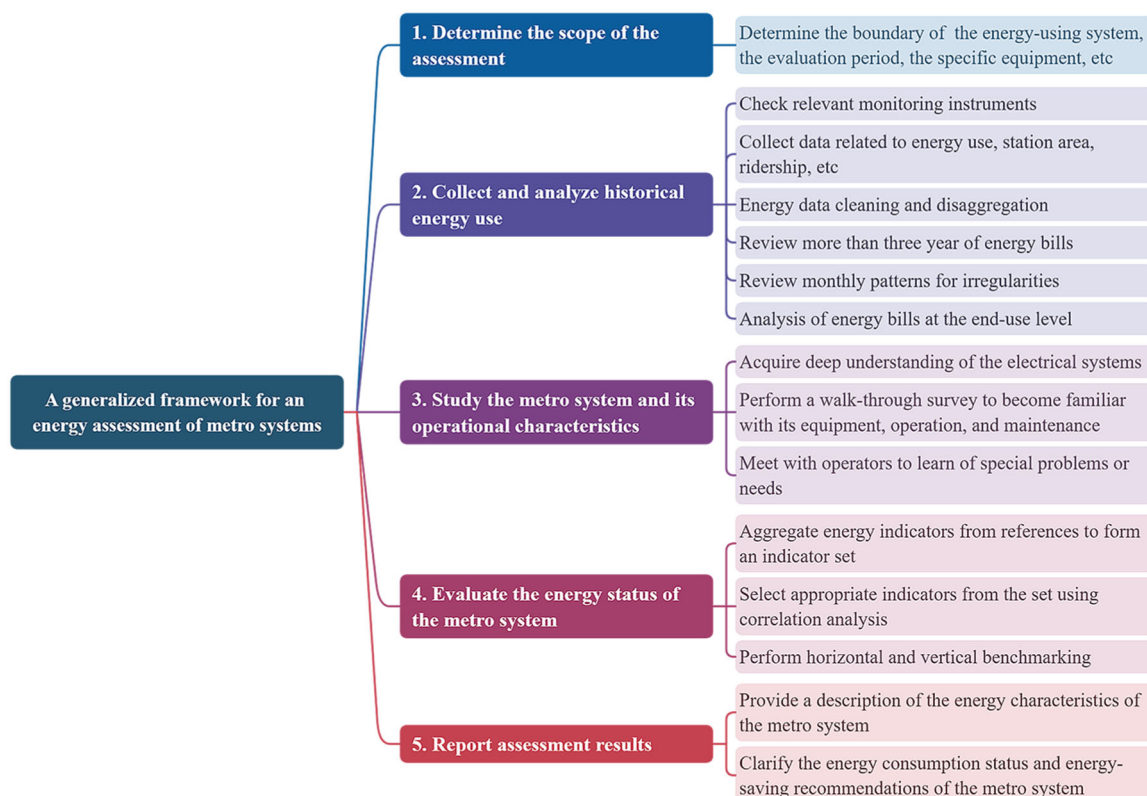 1. Determine the scope of the
assessment
Determine the boundary of the energy-using system,
the evaluation period, the specific equipment, etc
2. Collect and analyze historical
energy use
Check relevant monitoring instruments
Collect data related to energy use, station area,
ridership, etc
Energy data cleaning and disaggregation
Review more than three year of energy bills
Review monthly patterns for irregularities
Analysis of energy bills at the end-use level
A generalized framework for an
energy assessment of metro systems
3. Study the metro system and its
operational characteristics
Acquire deep understanding of the electrical systems
Perform a walk-through survey to become familiar
with its equipment, operation, and maintenance
Meet with operators to learn of special problems or
needs
4. Evaluate the energy status of
the metro system
Aggregate energy indicators from references to form
an indicator set
Select appropriate indicators from the set using
correlation analysis
Perform horizontal and vertical benchmarking
5. Report assessment results
Provide a description of the energy characteristics of
the metro system
Clarify the energy consumption status and energy-
saving recommendations of the metro system